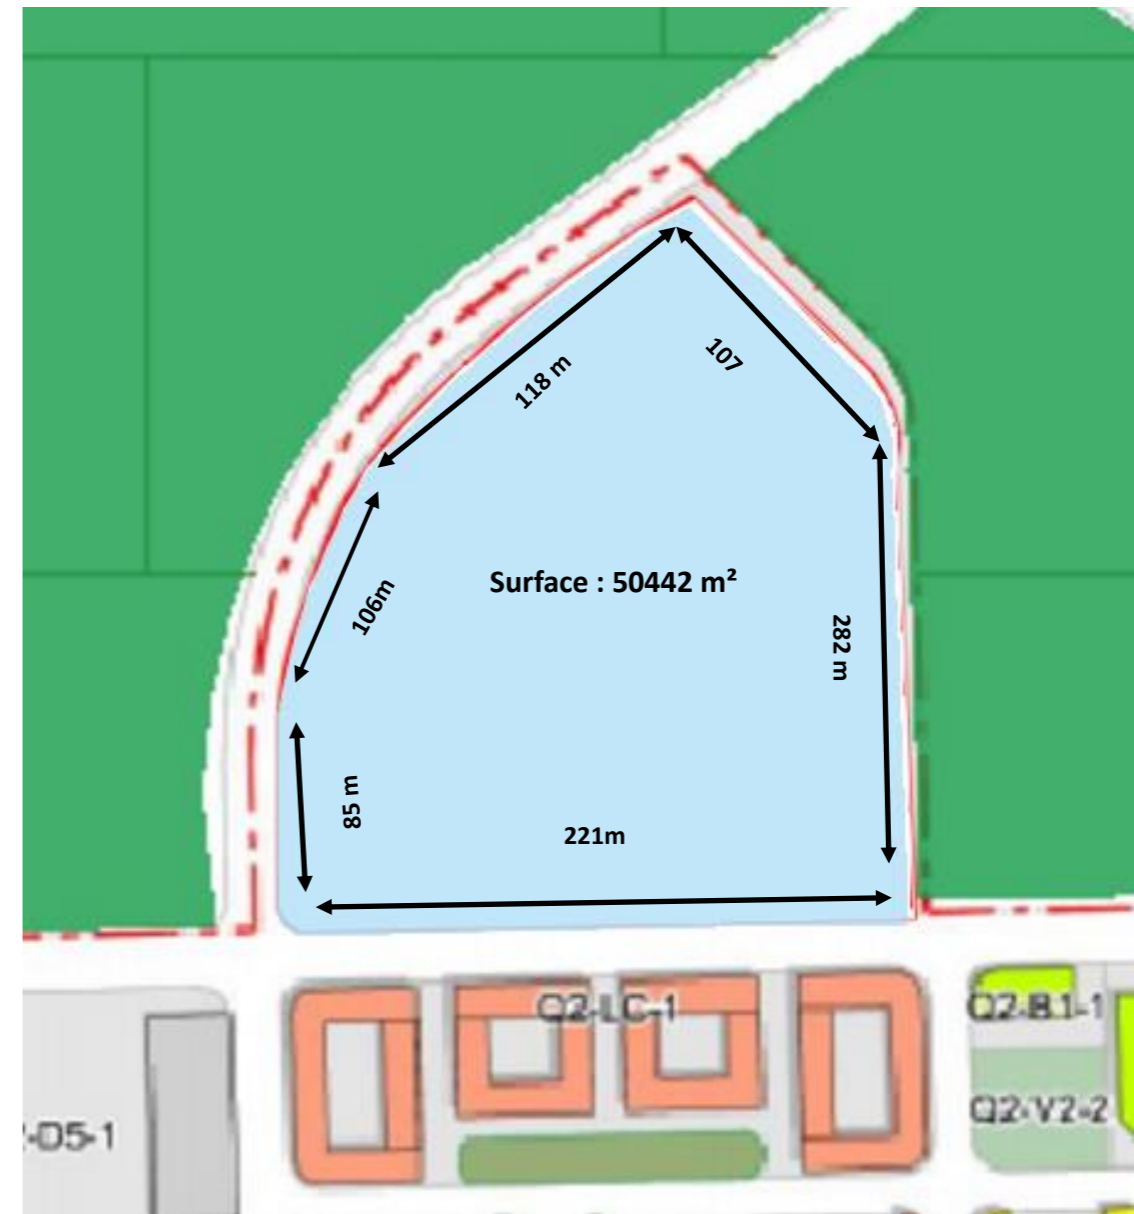 118 m
107
106m
Surface : 50442 m²
282 m
85 m
221m
Q2-LC-1
Q2-B1-1
Q2-V2-2
-D5-1